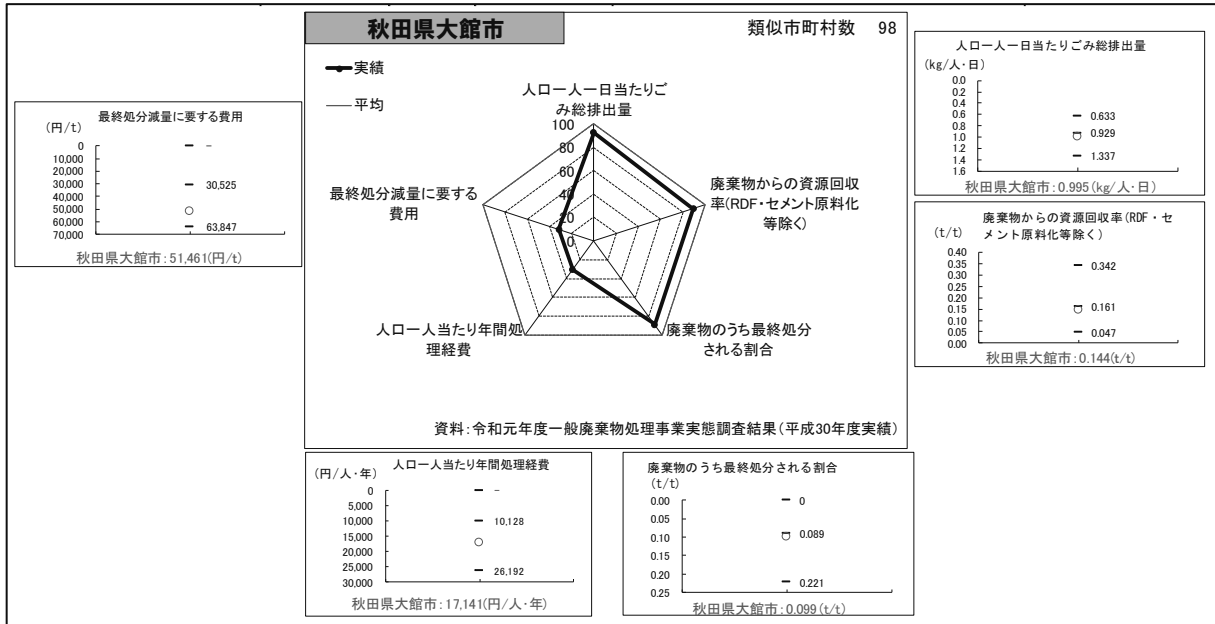 秋田県大館市
類似市町村数 98
実績
平均
人口一人一日当たりご
み総排出量
廃棄物からの資源回収
率(RDF・セメント原料化
等除く)
廃棄物のうち最終処分
される割合
人口一人当たり年間処
理経費
最終処分減量に要する
費用
100
80
60
40
20
0
資料:令和元年度一般廃棄物処理事業実態調査結果(平成30年度実績)
最終処分減量に要する費用
(円/t)
0
10,000
20,000
30,000
40,000
50,000
60,000
70,000
-
30,525
63,847
秋田県大館市:51,461(円/t)
人口一人一日当たりごみ総排出量
(kg/人・日)
0.0
0.2
0.4
0.6
0.8
1.0
1.2
1.4
1.6
0.633
0.929
1.337
秋田県大館市:0.995(kg/人・日)
廃棄物からの資源回収率(RDF・セ
メント原料化等除く)
(t/t)
0.40
0.35
0.30
0.25
0.20
0.15
0.10
0.05
0.00
0.342
0.161
0.047
秋田県大館市:0.144(t/t)
人口一人当たり年間処理経費
(円/人・年)
0
5,000
10,000
15,000
20,000
25,000
30,000
-
10,128
26,192
秋田県大館市:17,141(円/人・年)
廃棄物のうち最終処分される割合
(t/t)
0.00
0.05
0.10
0.15
0.20
0.25
0
0.089
0.221
秋田県大館市:0.099(t/t)